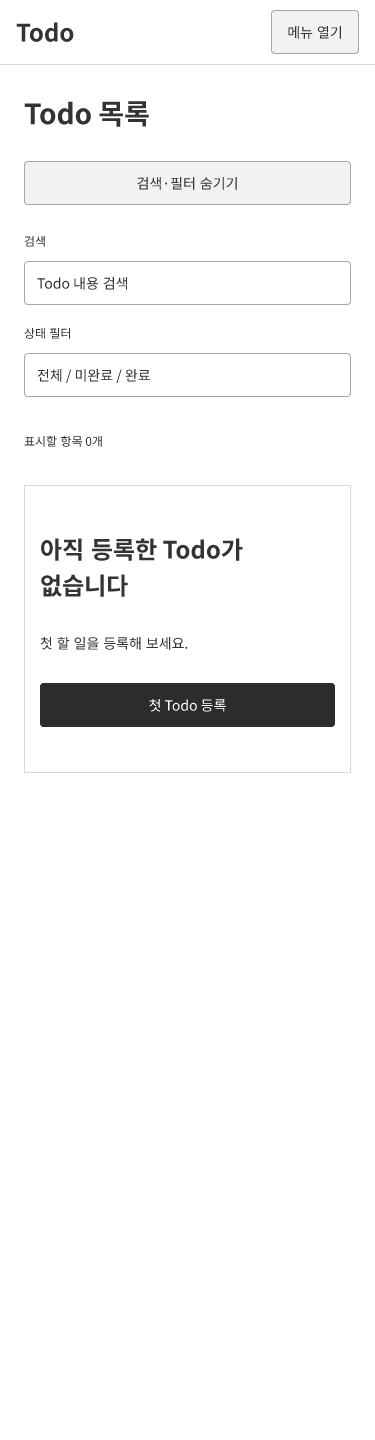 Todo
메뉴 열기
Todo 목록
검색·필터 숨기기
검색
Todo 내용 검색
상태 필터
전체 / 미완료 / 완료
표시할 항목 0개
아직 등록한 Todo가
없습니다
첫 할 일을 등록해 보세요.
첫 Todo 등록